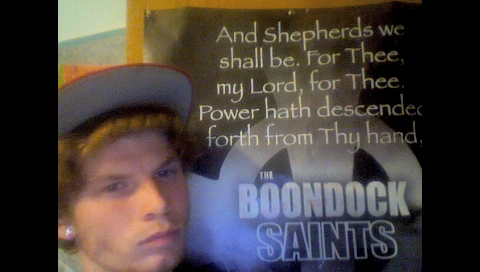 And Shepherds we
shall be. For Thee,
my Lord, for Thee.
Power hath descended
forth from Thy hand,
THE
BOONDOCK
SAINTS